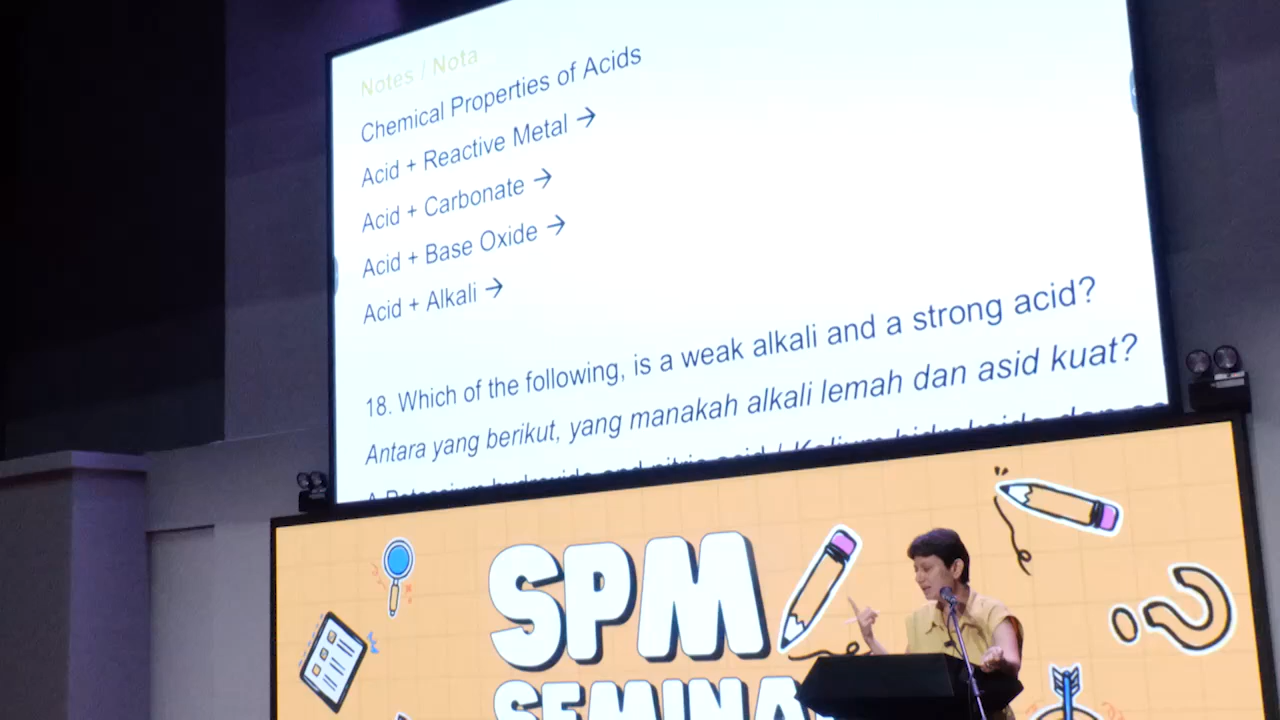 Notes / Nota
Chemical Properties of Acids
Acid + Reactive Metal →
Acid + Carbonate →
Acid + Base Oxide →
Acid + Alkali →
18. Which of the following, is a weak alkali and a strong acid?
Antara yang berikut, yang manakah alkali lemah dan asid kuat?
SPM